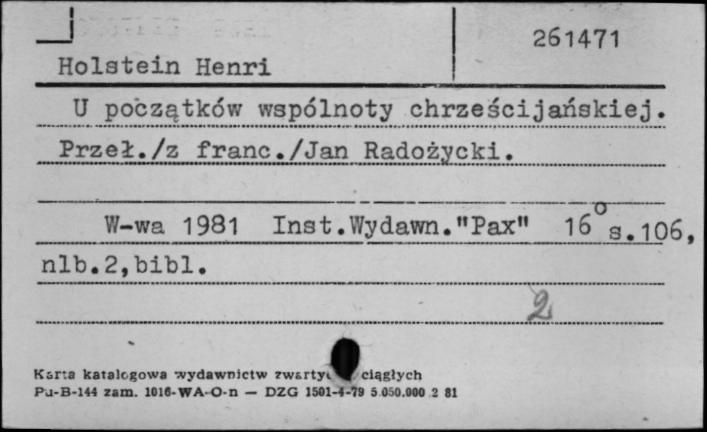 261471
Holstein Henri
U początków wspólnoty chrześcijańskiej.
Przeł./z franc./Jan Radożycki.
W-wa 1981 Inst.Wydawn."Pax" 16° s.106,
nlb.2,bibl.
2
Karta katalogowa wydawnictw ciągłych
Pu-B-144 zam. 1016-WA-O-n — DZG 1501-4-79 5.050.000 2 81